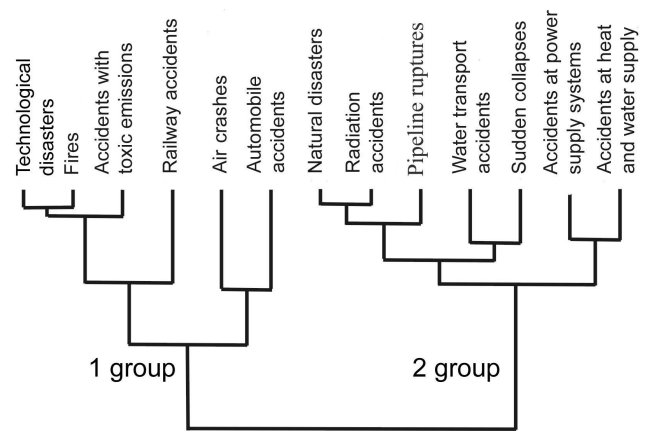 Technological
disasters
Fires
Accidents with
toxic emissions
Railway accidents
Air crashes
Automobile
accidents
Natural disasters
Radiation
accidents
Pipeline ruptures
Water transport
accidents
Sudden collapses
Accidents at power
supply systems
Accidents at heat
and water supply
1 group
2 group